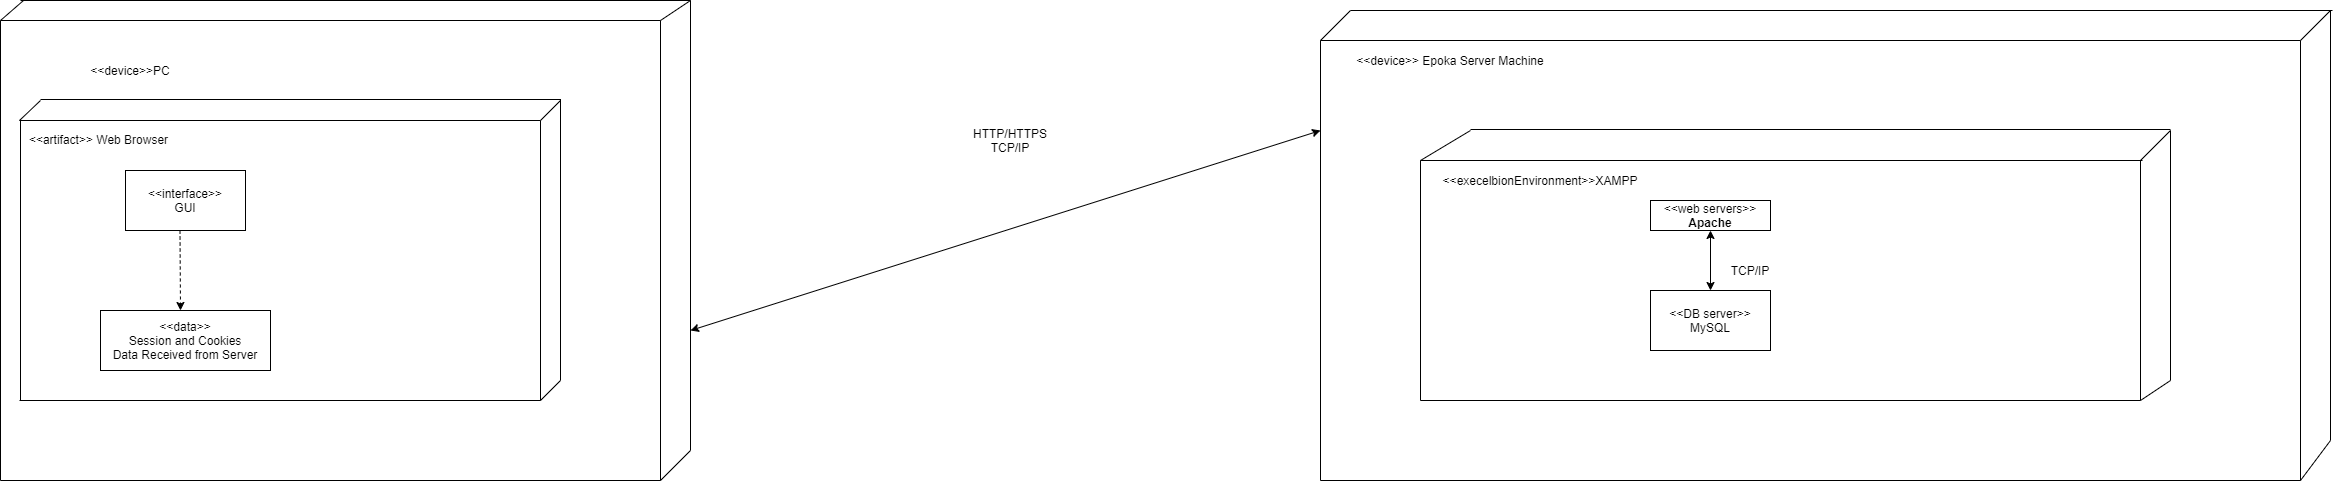 <<device>>PC
<<artifact>> Web Browser
<<interface>>
GUI
<<data>>
Session and Cookies
Data Received from Server
HTTP/HTTPS
TCP/IP
<<device>> Epoka Server Machine
<<execelbionEnvironment>>XAMPP
<<web servers>>
Apache
TCP/IP
<<DB server>>
MySQL